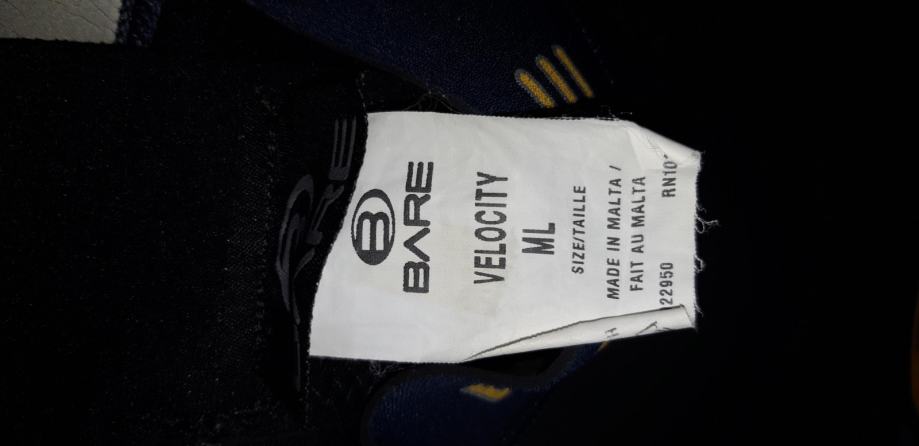 B
BARE
VELOCITY
ML
SIZE/TAILLE
MADE IN MALTA /
FAIT AU MALTA
22950 RN10